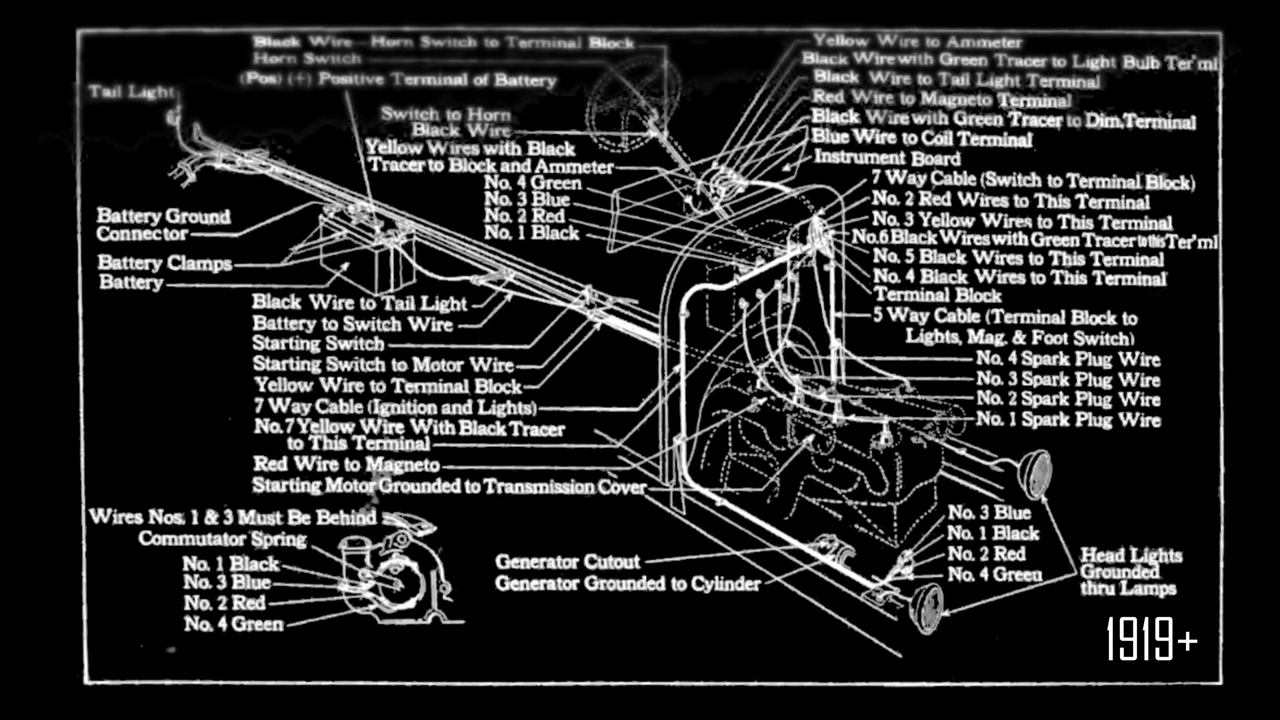 Black Wire - Horn Switch to Terminal Block
Horn Switch
(Pos) (+) Positive Terminal of Battery
Tail Light
Switch to Horn
Black Wire
Yellow Wires with Black
Tracer to Block and Ammeter
No. 4 Green
No. 3 Blue
No. 2 Red
No. 1 Black
Yellow Wire to Ammeter
Black Wire with Green Tracer to Light Bulb Ter'ml
Black Wire to Tail Light Terminal
Red Wire to Magneto Terminal
Black Wire with Green Tracer to Dim. Terminal
Blue Wire to Coil Terminal
Instrument Board
7 Way Cable (Switch to Terminal Block)
No. 2 Red Wires to This Terminal
No. 3 Yellow Wires to This Terminal
No. 6 Black Wires with Green Tracer to this Ter'ml
No. 5 Black Wires to This Terminal
No. 4 Black Wires to This Terminal
Terminal Block
5 Way Cable (Terminal Block to
Lights, Mag. & Foot Switch)
No. 4 Spark Plug Wire
No. 3 Spark Plug Wire
No. 2 Spark Plug Wire
No. 1 Spark Plug Wire
Battery Ground
Connector
Battery Clamps
Battery
Black Wire to Tail Light
Battery to Switch Wire
Starting Switch
Starting Switch to Motor Wire
Yellow Wire to Terminal Block
7 Way Cable (Ignition and Lights)
No. 7 Yellow Wire With Black Tracer
to This Terminal
Red Wire to Magneto
Starting Motor Grounded to Transmission Cover
Wires Nos. 1 & 3 Must Be Behind
Commutator Spring
No. 1 Black
No. 3 Blue
No. 2 Red
No. 4 Green
Generator Cutout
Generator Grounded to Cylinder
No. 3 Blue
No. 1 Black
No. 2 Red
No. 4 Green
Head Lights
Grounded
thru Lamps
1919+